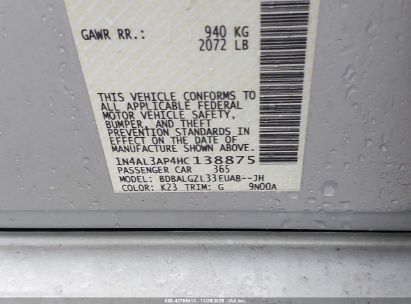 GAWR RR.: 940 KG
2072 LB
THIS VEHICLE CONFORMS TO
ALL APPLICABLE FEDERAL
MOTOR VEHICLE SAFETY,
BUMPER, AND THEFT
PREVENTION STANDARDS IN
EFFECT ON THE DATE OF
MANUFACTURE SHOWN ABOVE.
1N4AL3AP4HC138875
PASSENGER CAR 365
MODEL: BDBALGZL33EUAB--JH
COLOR: K23 TRIM: G 9N00A